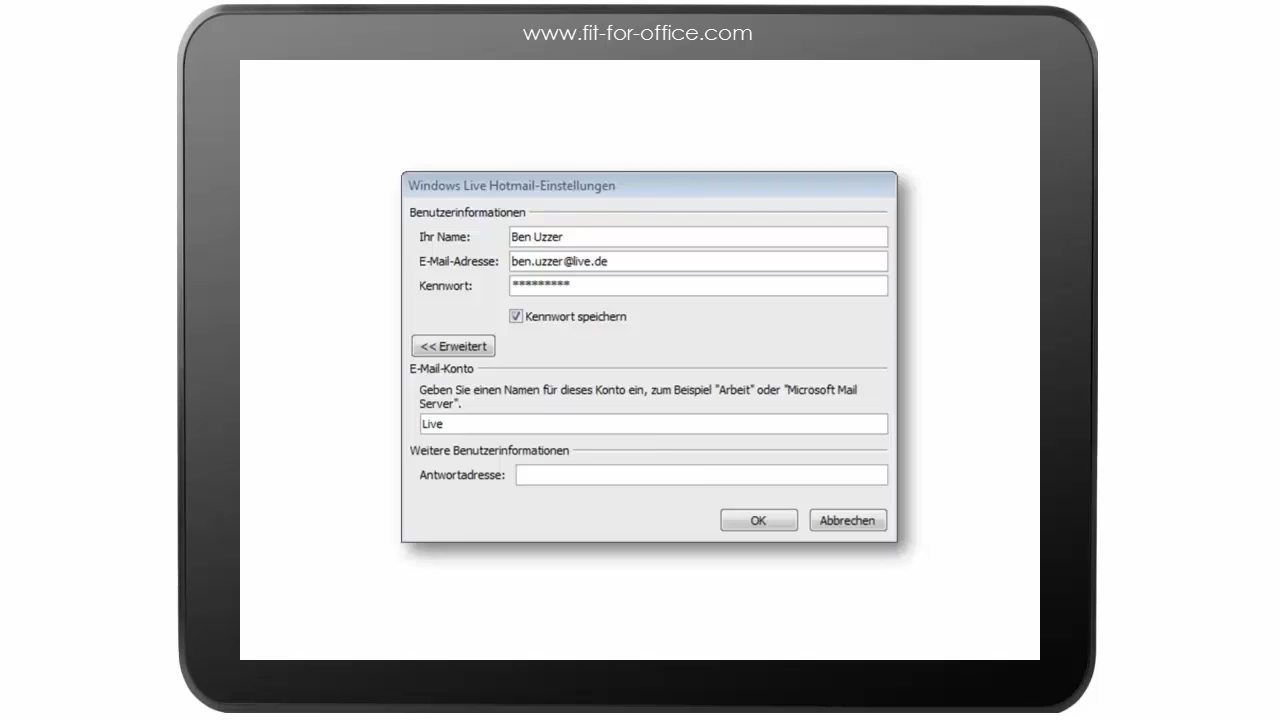 www.fit-for-office.com
Windows Live Hotmail-Einstellungen
Benutzerinformationen
Ihr Name: Ben Uzzer
E-Mail-Adresse: ben.uzzer@live.de
Kennwort: *********
Kennwort speichern
<< Erweitert
E-Mail-Konto
Geben Sie einen Namen für dieses Konto ein, zum Beispiel "Arbeit" oder "Microsoft Mail
Server".
Live
Weitere Benutzerinformationen
Antwortadresse:
OK Abbrechen